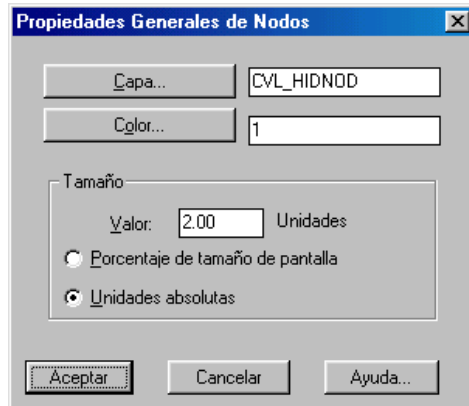 Propiedades Generales de Nodos
Capa... CVL_HIDNOD
Color... 1
Tamaño
Valor: 2.00 Unidades
Porcentaje de tamaño de pantalla
Unidades absolutas
Aceptar Cancelar Ayuda...